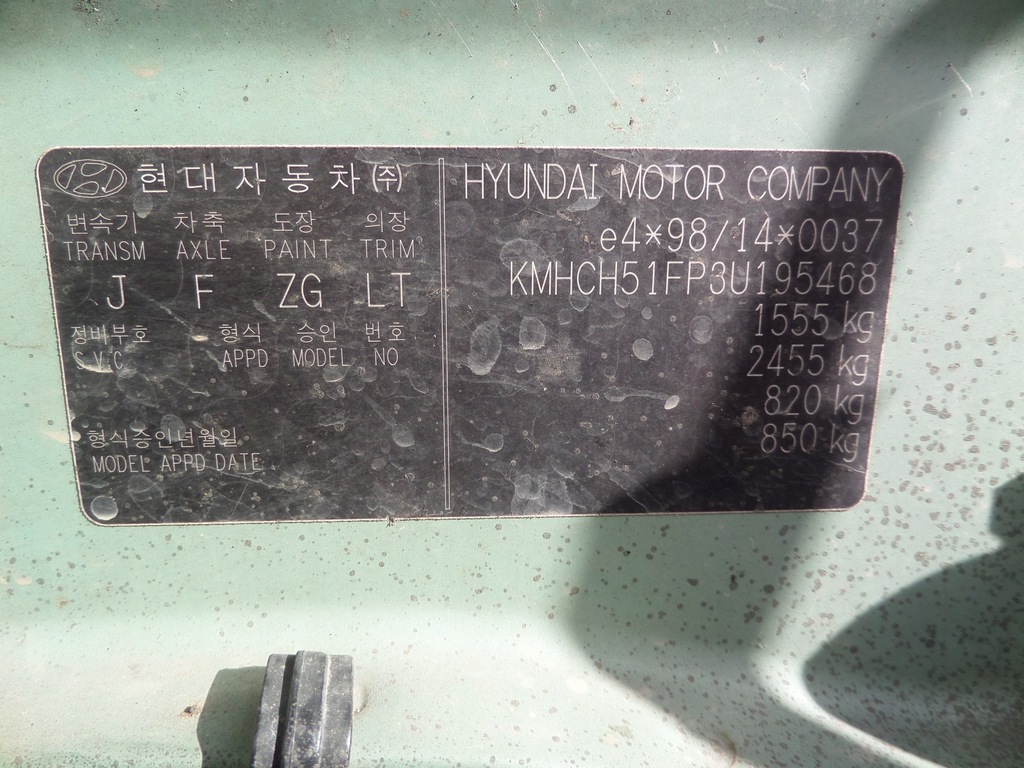 현대자동차㈜
변속기 차축 도장 의장
TRANSM AXLE PAINT TRIM
J F ZG LT
정비부호 형식 승인 번호
S.V.C APPD MODEL NO
형식승인년월일
MODEL APPD DATE
HYUNDAI MOTOR COMPANY
e4*98/14*0037
KMHCH51FP3U195468
1555 kg
2455 kg
820 kg
850 kg